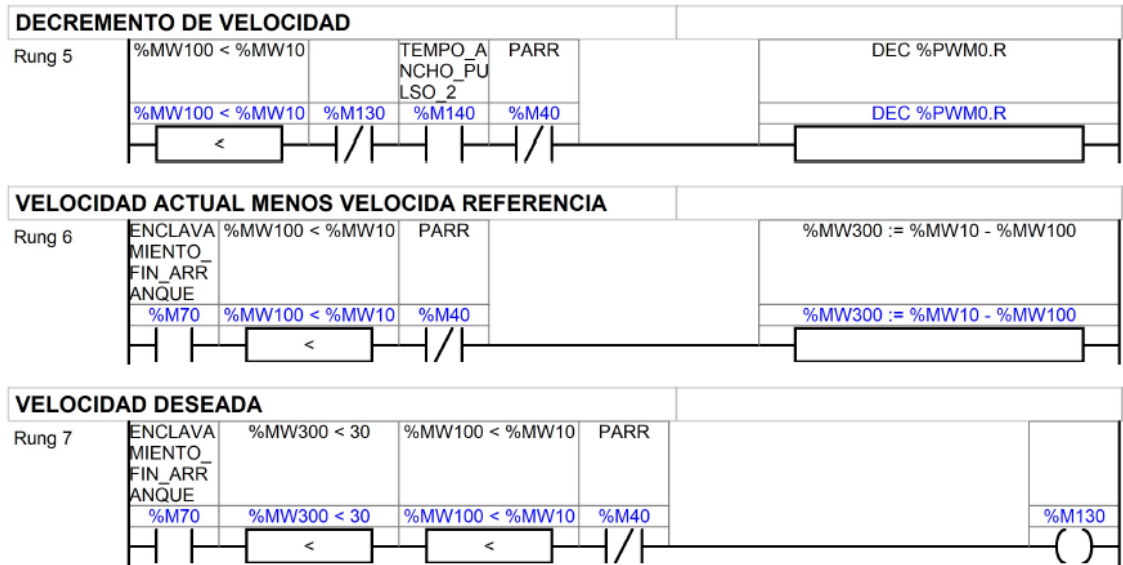 DECREMENTO DE VELOCIDAD
Rung 5
%MW100 < %MW10
TEMPO_A
NCHO_PU
LSO_2
PARR
DEC %PWM0.R
%MW100 < %MW10 %M130 %M140 %M40 DEC %PWM0.R
<
VELOCIDAD ACTUAL MENOS VELOCIDA REFERENCIA
Rung 6
ENCLAVA
MIENTO_
FIN_ARR
ANQUE
%MW100 < %MW10
PARR
%MW300 := %MW10 - %MW100
%M70 %MW100 < %MW10 %M40 %MW300 := %MW10 - %MW100
<
VELOCIDAD DESEADA
Rung 7
ENCLAVA
MIENTO_
FIN_ARR
ANQUE
%MW300 < 30
%MW100 < %MW10
PARR
%M70 %MW300 < 30 %MW100 < %MW10 %M40 %M130
< <